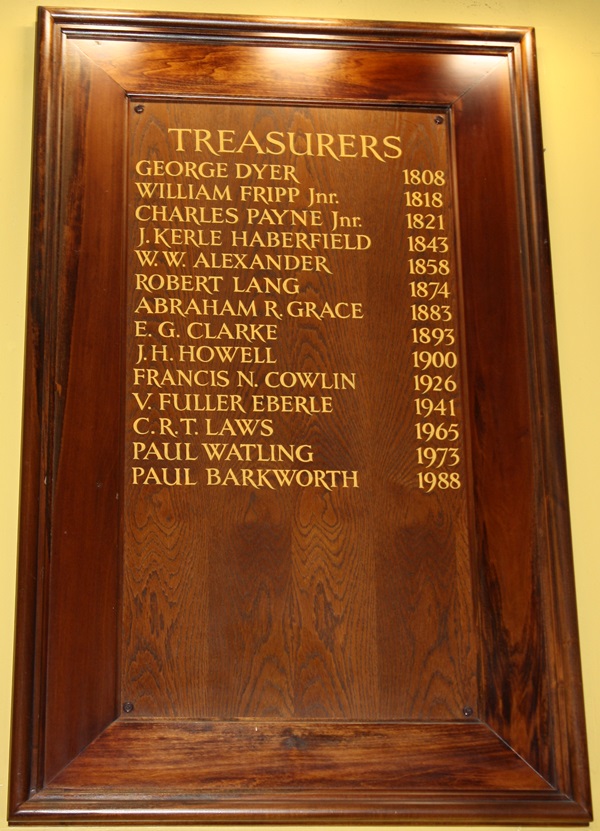 TREASURERS
GEORGE DYER 1808
WILLIAM FRIPP Jnr. 1818
CHARLES PAYNE Jnr. 1821
J. KERLE HABERFIELD 1843
W. W. ALEXANDER 1858
ROBERT LANG 1874
ABRAHAM R. GRACE 1883
E. G. CLARKE 1893
J. H. HOWELL 1900
FRANCIS N. COWLIN 1926
V. FULLER EBERLE 1941
C. R. T. LAWS 1965
PAUL WATLING 1973
PAUL BARKWORTH 1988